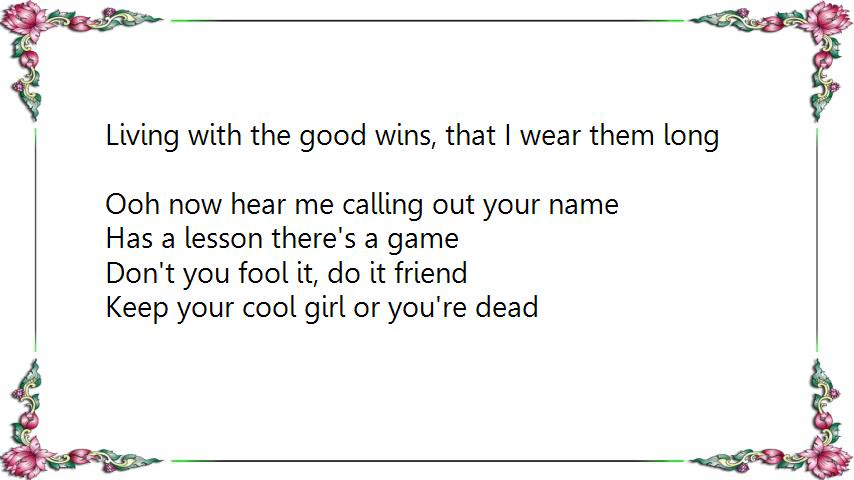 Living with the good wins, that I wear them long
Ooh now hear me calling out your name
Has a lesson there's a game
Don't you fool it, do it friend
Keep your cool girl or you're dead